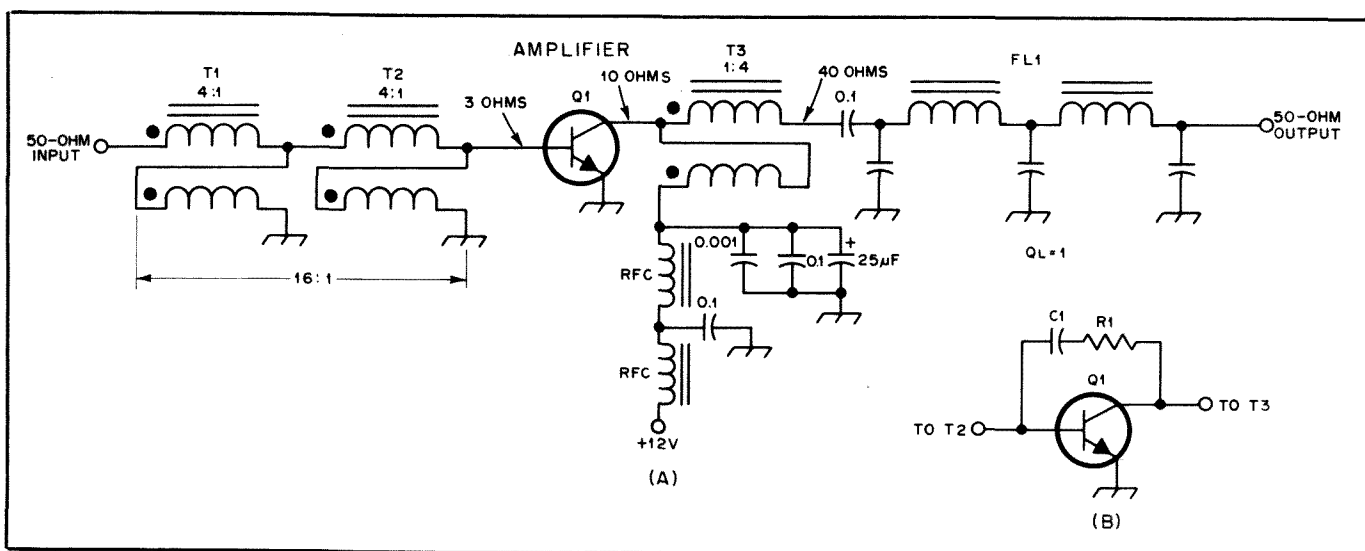 AMPLIFIER
T1
4:1
T2
4:1
3 OHMS
Q1
10 OHMS
T3
1:4
40 OHMS
0.1
FL1
50-OHM
INPUT
50-OHM
OUTPUT
16:1
RFC
0.001
0.1
+
25µF
QL=1
0.1
RFC
+12V
(A)
C1
R1
Q1
TO T2
TO T3
(B)